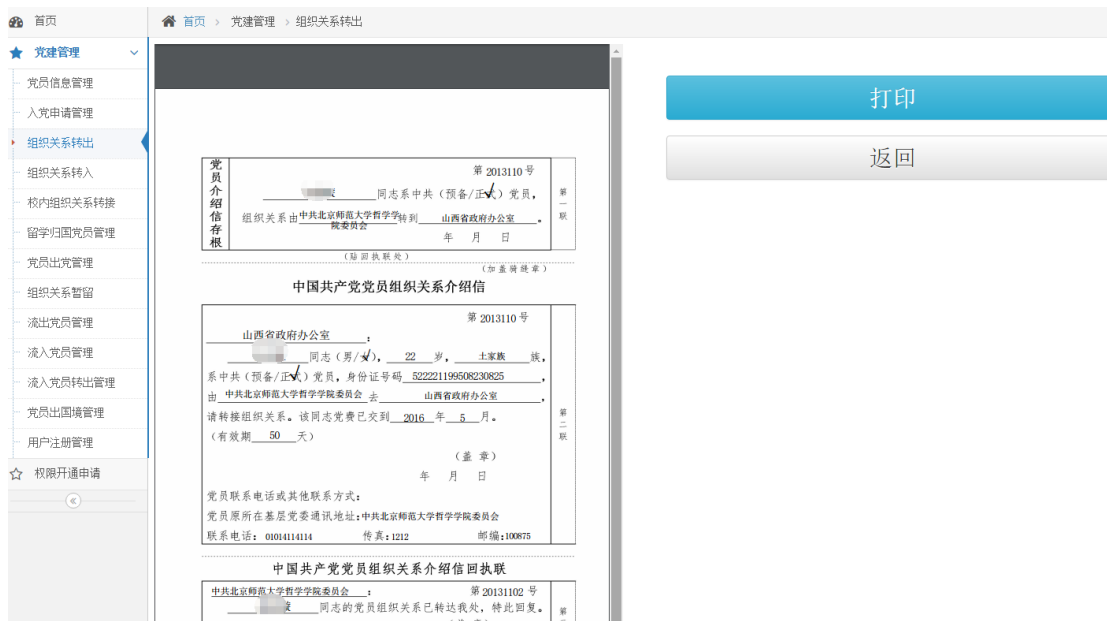 首页
首页 › 党建管理 › 组织关系转出
党建管理
党员信息管理
入党申请管理
组织关系转出
组织关系转入
校内组织关系转接
留学归国党员管理
党员出党管理
组织关系暂留
流出党员管理
流入党员管理
流入党员转出管理
党员出国境管理
用户注册管理
权限开通申请
打印
返回
党员介绍信存根
第 2013110 号
同志系中共（预备/正式）党员，
组织关系由中共北京师范大学哲学学院委员会转到 山西省政府办公室 。
年 月 日
第一联
（贴回执联处）
（加盖骑缝章）
中国共产党党员组织关系介绍信
第 2013110 号
山西省政府办公室 ：
同志（男/女）， 22 岁， 土家族 族，
系中共（预备/正式）党员，身份证号码 522221199508230825 ，
由 中共北京师范大学哲学学院委员会 去 山西省政府办公室 ，
请转接组织关系。该同志党费已交到 2016 年 5 月。
（有效期 50 天）
（盖 章）
年 月 日
党员联系电话或其他联系方式：
党员原所在基层党委通讯地址：中共北京师范大学哲学学院委员会
联系电话： 01014114114 传真：1212 邮编：100875
第二联
中国共产党党员组织关系介绍信回执联
中共北京师范大学哲学学院委员会 ：
第 20131102 号
同志的党员组织关系已转达我处，特此回复。
第